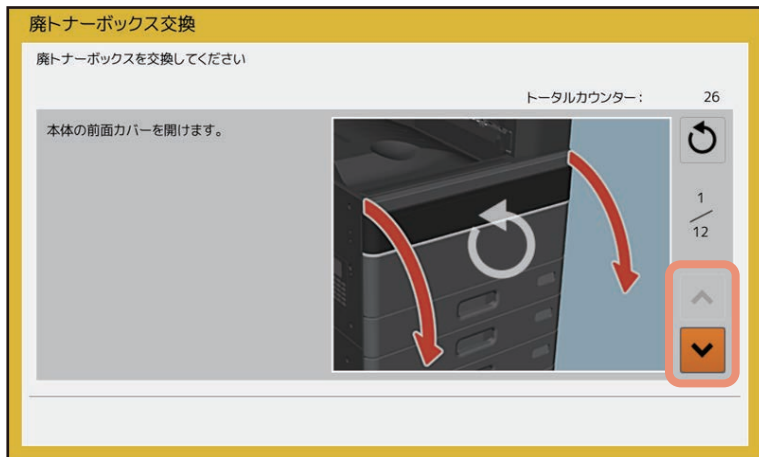 廃トナーボックス交換
廃トナーボックスを交換してください
トータルカウンター: 26
本体の前面カバーを開けます。
1
12